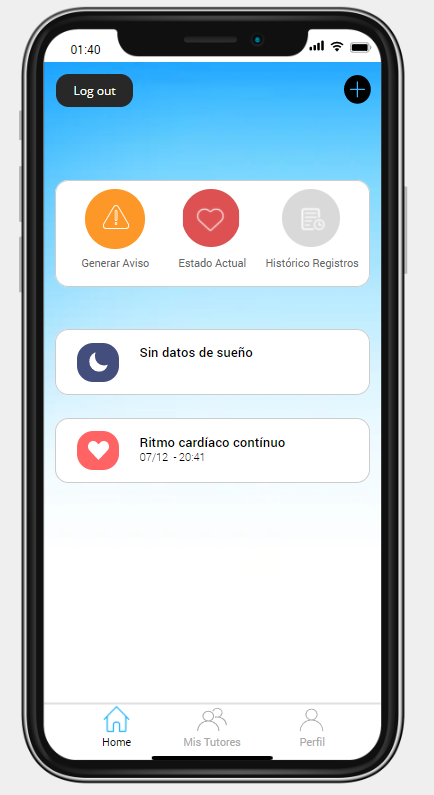 01:40
Log out
Generar Aviso
Estado Actual
Histórico Registros
Sin datos de sueño
Ritmo cardíaco contínuo
07/12 - 20:41
Home
Mis Tutores
Perfil